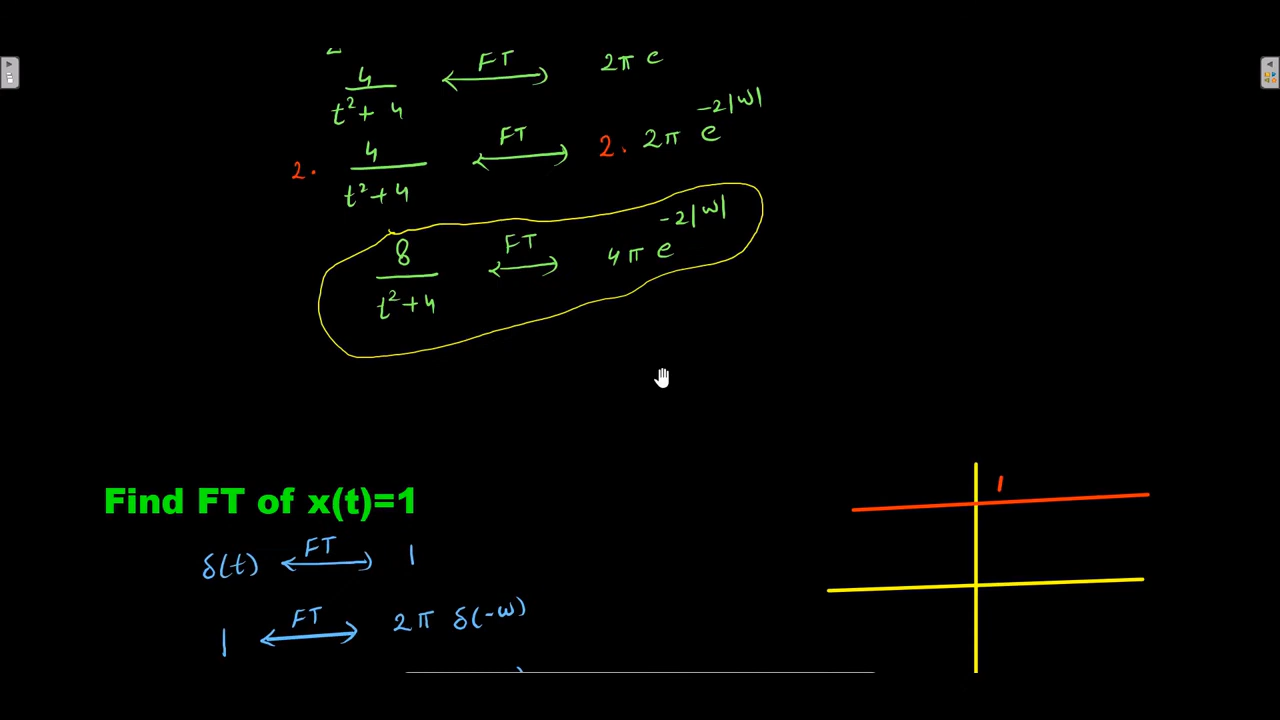 4/(t²+4) ⟷FT 2π e
2. 4/(t²+4) ⟷FT 2. 2π e^(-2|w|)
8/(t²+4) ⟷FT 4π e^(-2|w|)
1
Find FT of x(t)=1
δ(t) ⟷FT 1
1 ⟷FT 2π δ(-w)